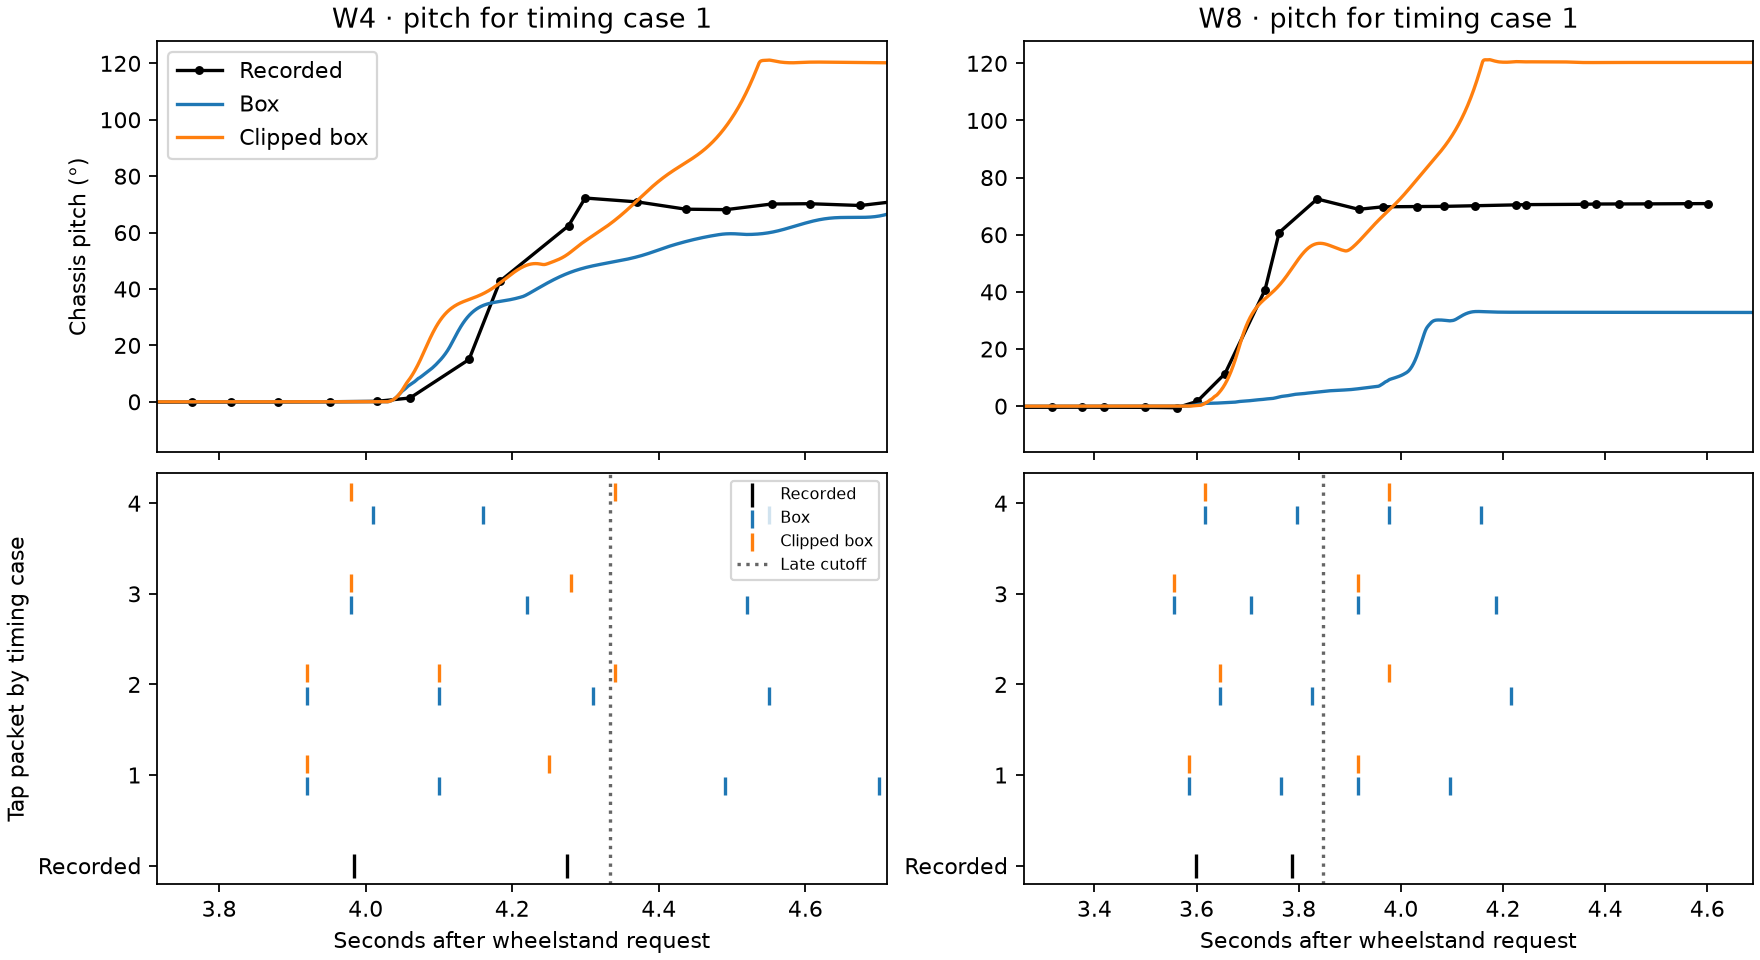 W4 · pitch for timing case 1
W8 · pitch for timing case 1
Chassis pitch (°)
120
100
80
60
40
20
0
Recorded
Box
Clipped box
120
100
80
60
40
20
0
Tap packet by timing case
4
3
2
1
Recorded
Recorded
Box
Clipped box
Late cutoff
3.8
4.0
4.2
4.4
4.6
Seconds after wheelstand request
4
3
2
1
Recorded
3.4
3.6
3.8
4.0
4.2
4.4
4.6
Seconds after wheelstand request